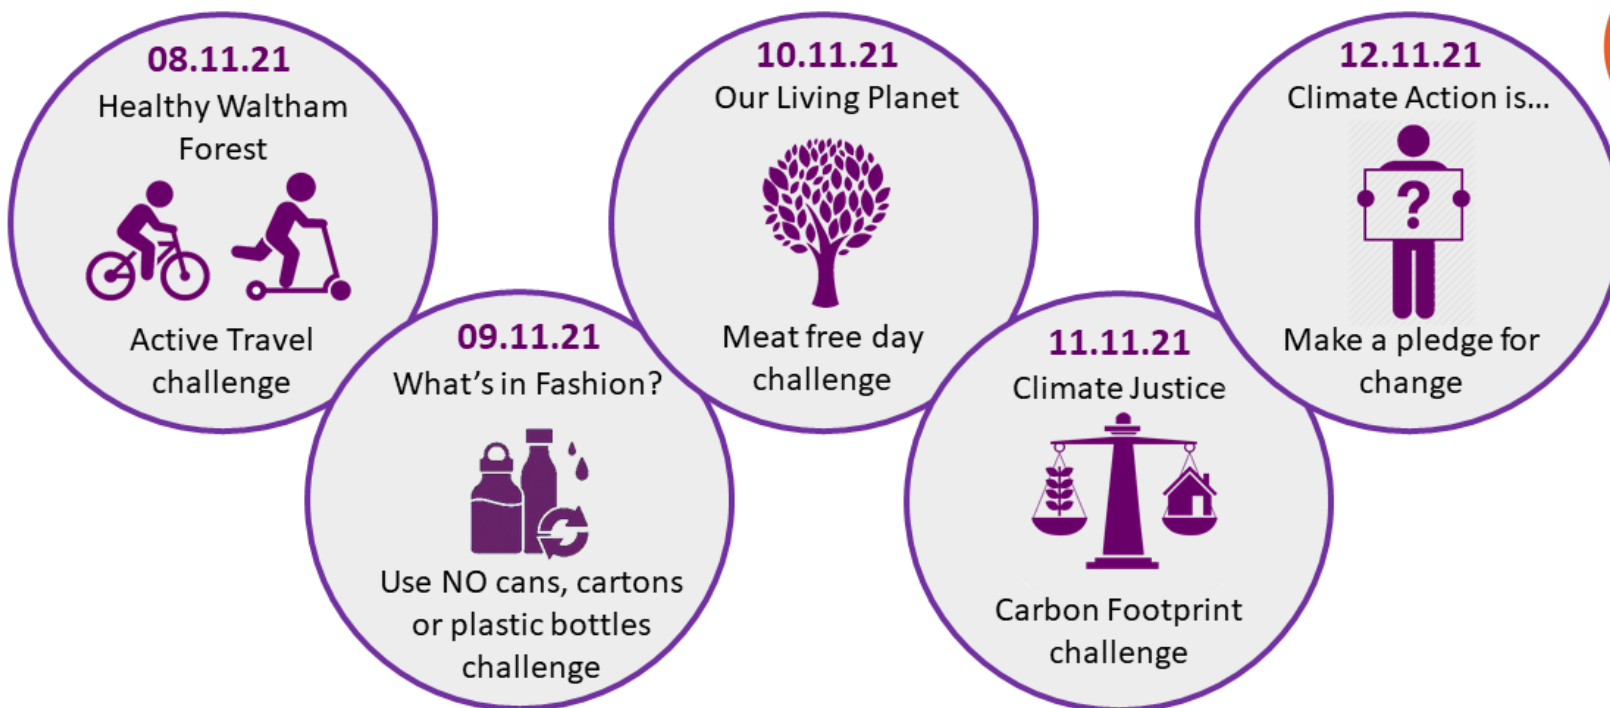 08.11.21
Healthy Waltham
Forest
Active Travel
challenge
09.11.21
What’s in Fashion?
Use NO cans, cartons
or plastic bottles
challenge
10.11.21
Our Living Planet
Meat free day
challenge
11.11.21
Climate Justice
Carbon Footprint
challenge
12.11.21
Climate Action is...
?
Make a pledge for
change